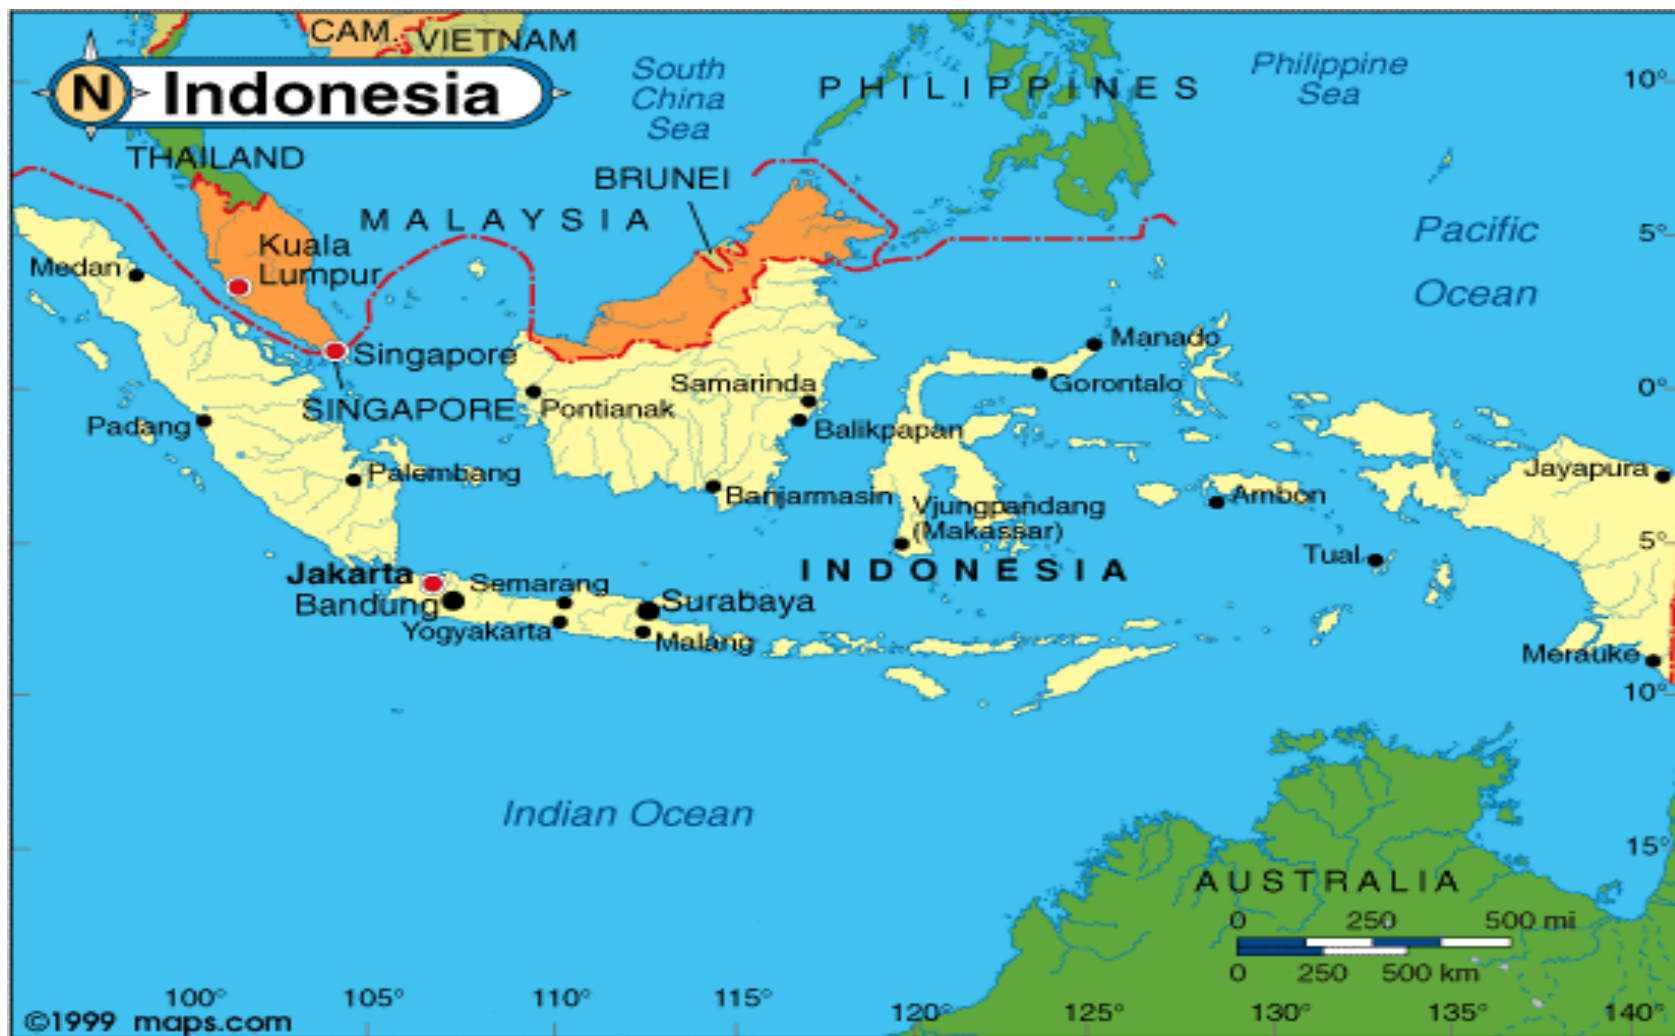 CAM.
VIETNAM
N
Indonesia
South
China
Sea
PHILIPPINES
Philippine
Sea
10°
THAILAND
BRUNEI
MALAYSIA
Pacific
Ocean
5°
Kuala
Lumpur
Medan
Singapore
SINGAPORE
Manado
Gorontalo
0°
Samarinda
Pontianak
Balikpapan
Padang
Palembang
Banjarmasin
Vjungpandang
(Makassar)
Ambon
Jayapura
Tual
5°
INDONESIA
Jakarta
Bandung
Semarang
Surabaya
Yogyakarta
Malang
Merauke
10°
Indian Ocean
15°
AUSTRALIA
0 250 500 mi
0 250 500 km
100° 105° 110° 115° 120° 125° 130° 135° 140°
©1999 maps.com